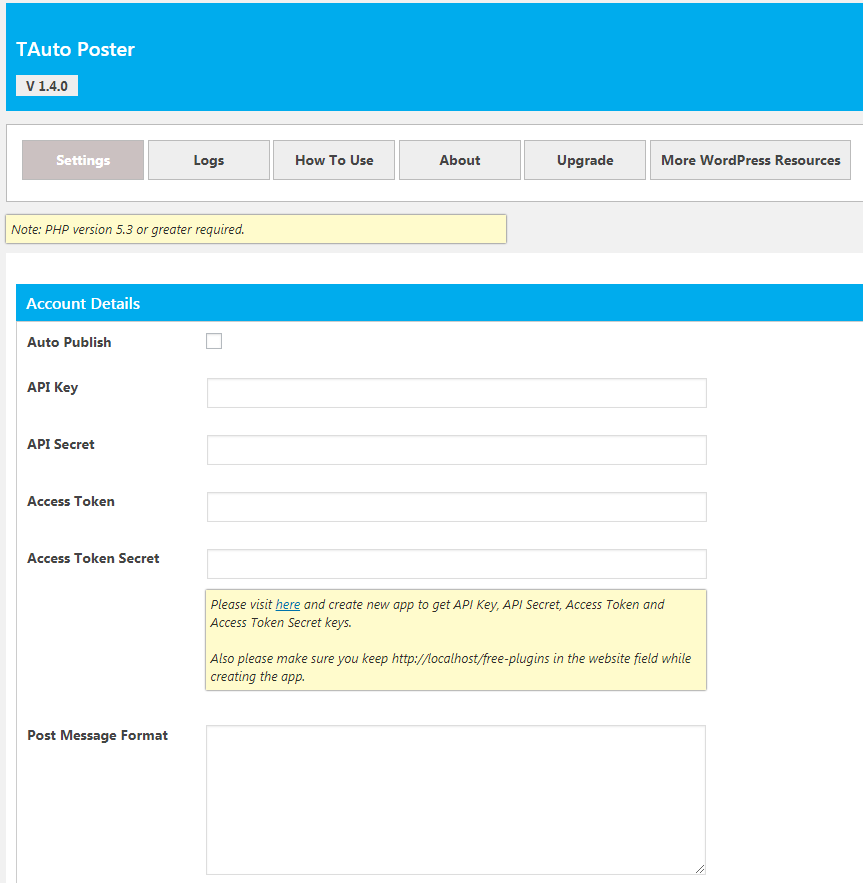 TAuto Poster
V 1.4.0
Settings Logs How To Use About Upgrade More WordPress Resources
Note: PHP version 5.3 or greater required.
Account Details
Auto Publish
API Key
API Secret
Access Token
Access Token Secret
Please visit here and create new app to get API Key, API Secret, Access Token and
Access Token Secret keys.
Also please make sure you keep http://localhost/free-plugins in the website field while
creating the app.
Post Message Format